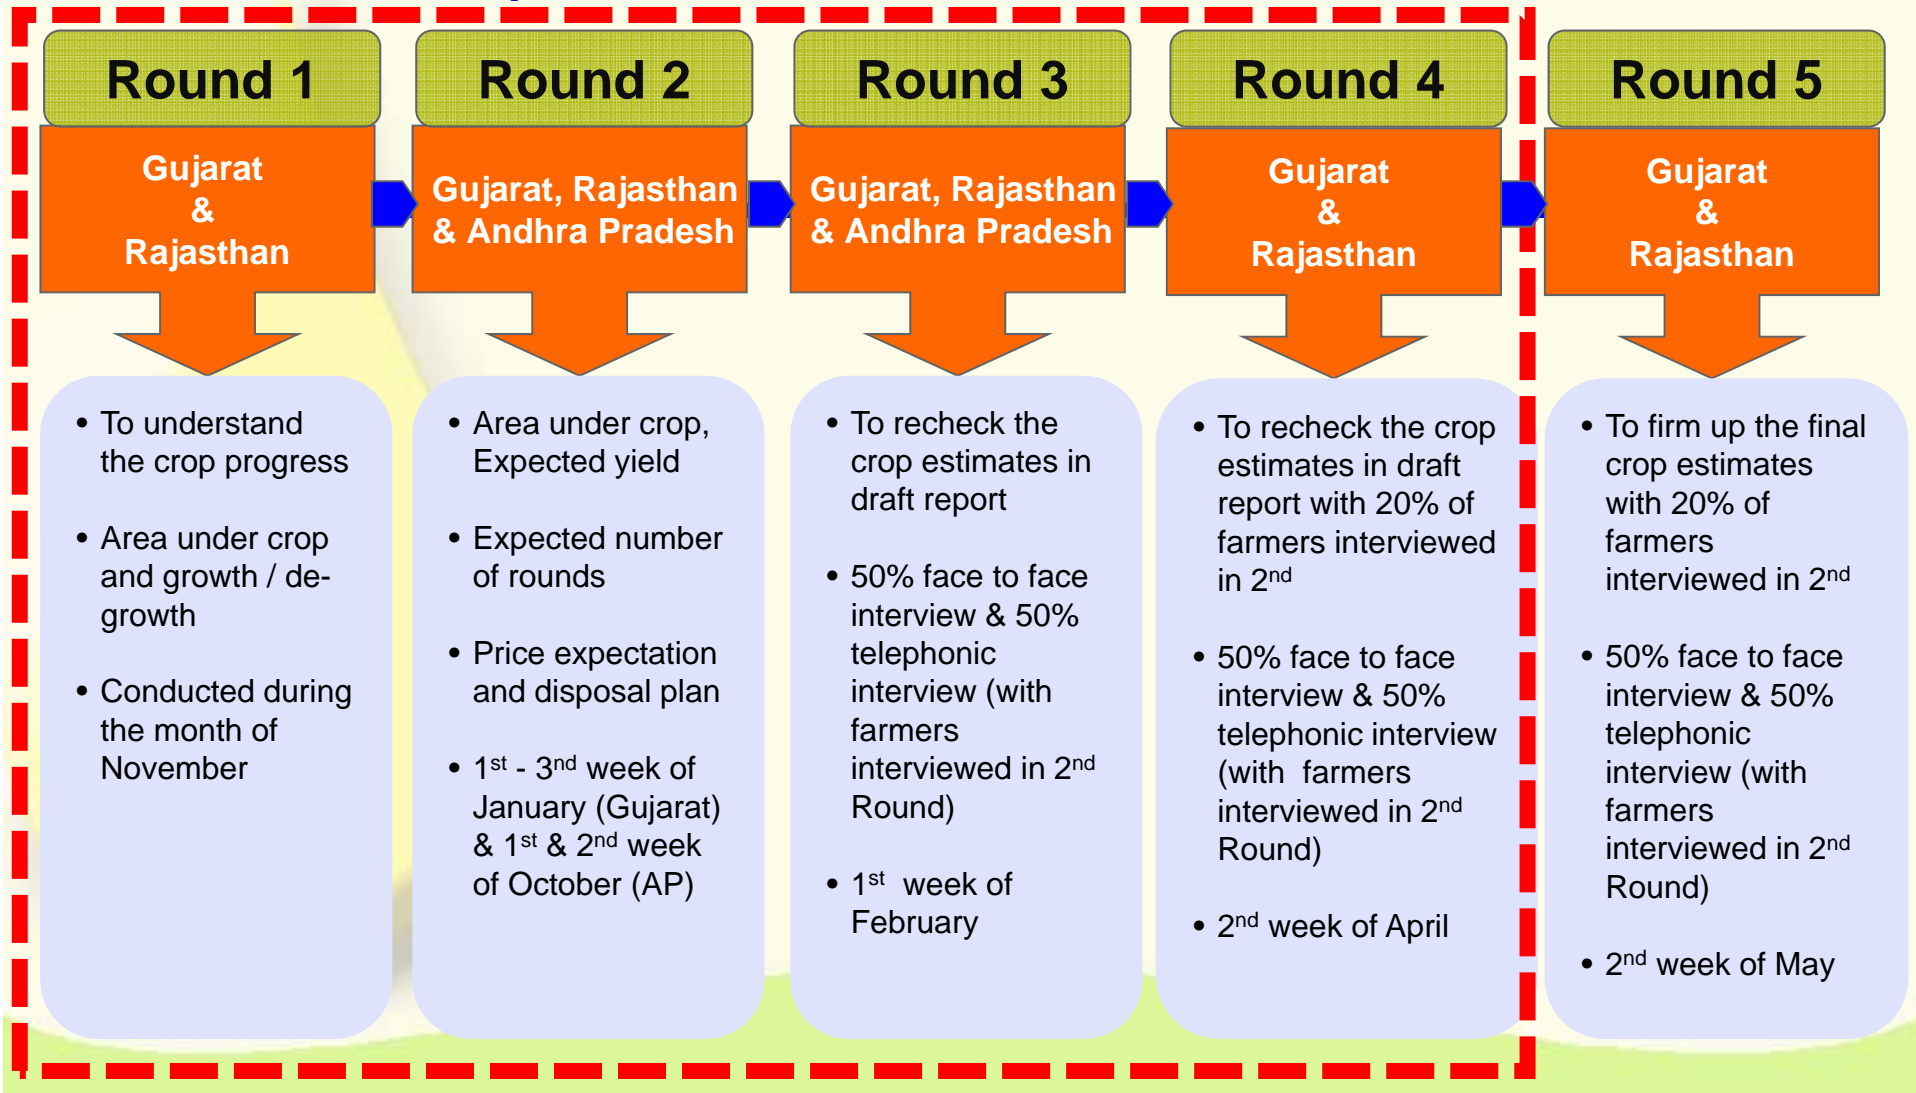 Round 1
Gujarat
&
Rajasthan
• To understand
the crop progress
• Area under crop
and growth / de-
growth
• Conducted during
the month of
November
Round 2
Gujarat, Rajasthan
& Andhra Pradesh
• Area under crop,
Expected yield
• Expected number
of rounds
• Price expectation
and disposal plan
• 1st - 3nd week of
January (Gujarat)
& 1st & 2nd week
of October (AP)
Round 3
Gujarat, Rajasthan
& Andhra Pradesh
• To recheck the
crop estimates in
draft report
• 50% face to face
interview & 50%
telephonic
interview (with
farmers
interviewed in 2nd
Round)
• 1st week of
February
Round 4
Gujarat
&
Rajasthan
• To recheck the crop
estimates in draft
report with 20% of
farmers interviewed
in 2nd
• 50% face to face
interview & 50%
telephonic interview
(with farmers
interviewed in 2nd
Round)
• 2nd week of April
Round 5
Gujarat
&
Rajasthan
• To firm up the final
crop estimates
with 20% of
farmers
interviewed in 2nd
• 50% face to face
interview & 50%
telephonic
interview (with
farmers
interviewed in 2nd
Round)
• 2nd week of May